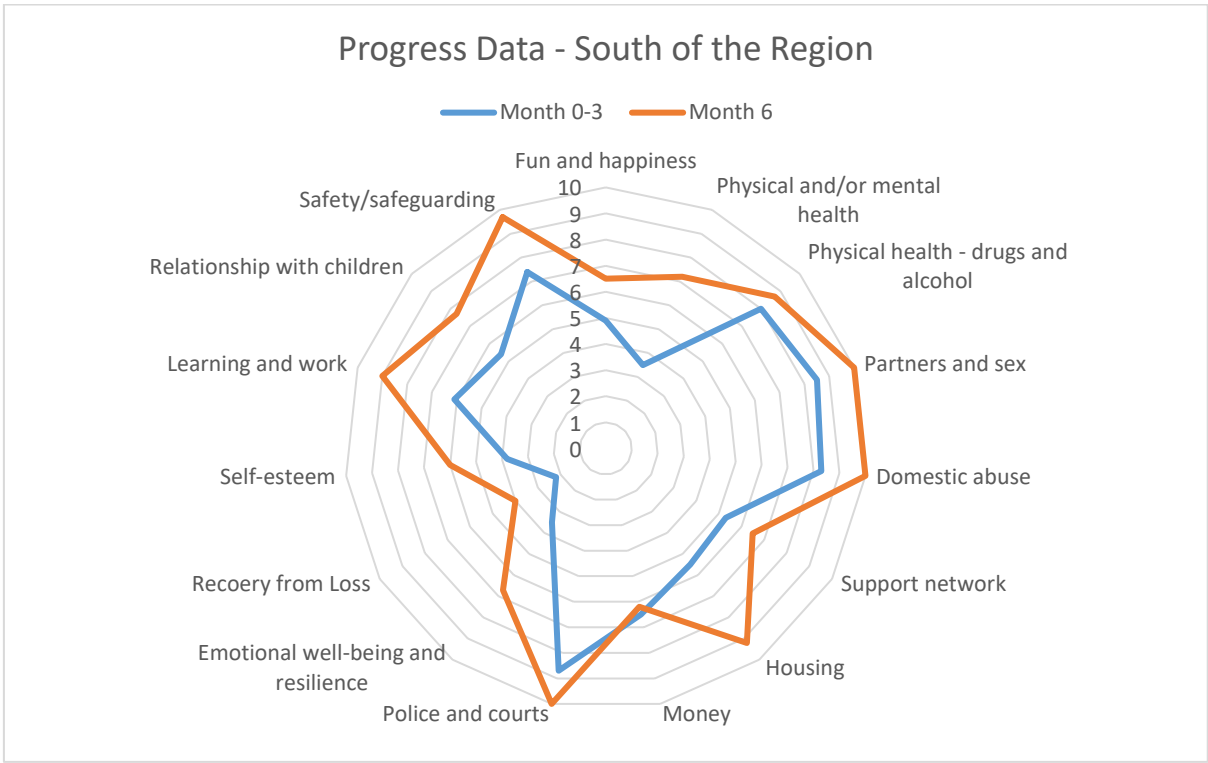 Progress Data - South of the Region
Month 0-3 Month 6
Fun and happiness
Physical and/or mental
health
Physical health - drugs and
alcohol
Partners and sex
Domestic abuse
Support network
Housing
Money
Police and courts
Emotional well-being and
resilience
Recoery from Loss
Self-esteem
Learning and work
Relationship with children
Safety/safeguarding
10
9
8
7
6
5
4
3
2
1
0